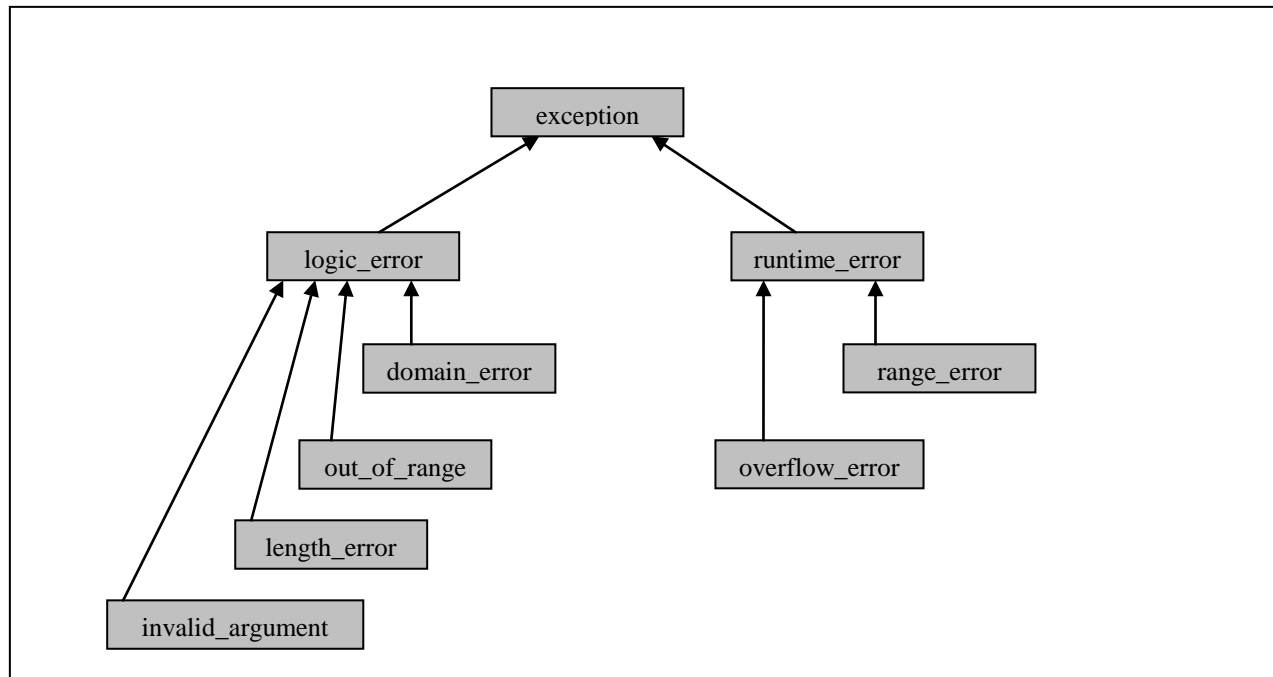 exception
logic_error
runtime_error
domain_error
range_error
out_of_range
overflow_error
length_error
invalid_argument